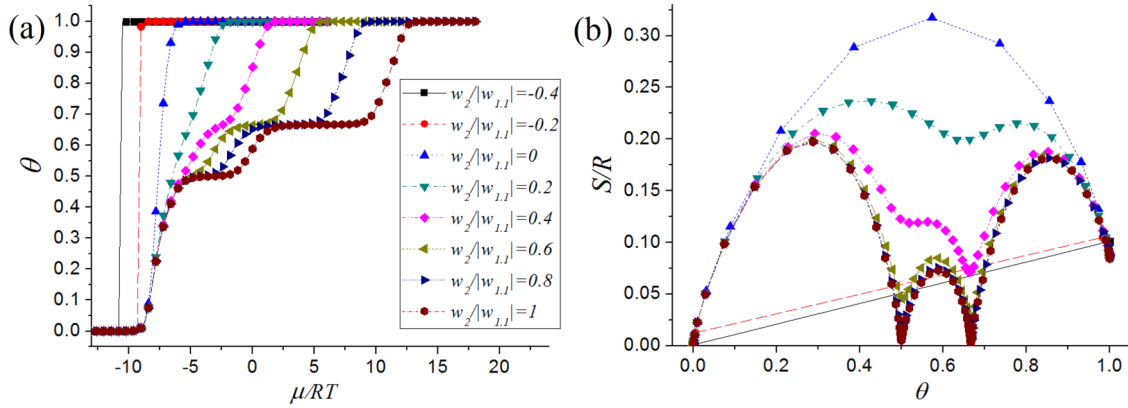 (a)
1.0
0.9
0.8
0.7
0.6
0.5
0.4
0.3
0.2
0.1
0.0
θ
-10
-5
0
5
10
15
20
μ/RT
w₂/|w₁.₁|=-0.4
w₂/|w₁.₁|=-0.2
w₂/|w₁.₁|=0
w₂/|w₁.₁|=0.2
w₂/|w₁.₁|=0.4
w₂/|w₁.₁|=0.6
w₂/|w₁.₁|=0.8
w₂/|w₁.₁|=1
(b)
0.30
0.25
0.20
0.15
0.10
0.05
0.00
S/R
0.0
0.2
0.4
0.6
0.8
1.0
θ